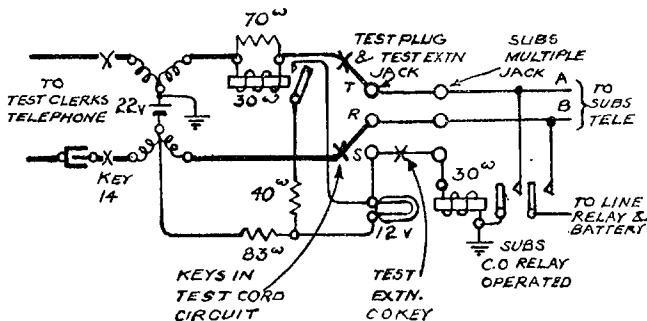 70ω
30ω
TO
TEST CLERKS
TELEPHONE
22v
KEY
14
TEST PLUG
& TEST EXTN
JACK
SUBS
MULTIPLE
JACK
T
R
S
A
B
TO
SUBS
TELE
40ω
83ω
12v
30ω
TO LINE
RELAY &
BATTERY
KEYS IN
TEST CORD
CIRCUIT
TEST
EXTN.
CO KEY
SUBS
C.O RELAY
OPERATED